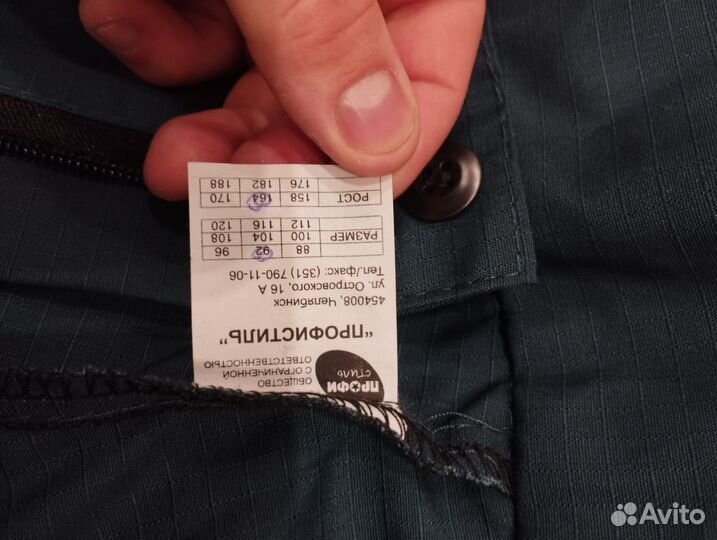 ПРОФИ
СТИЛЬ
ОБЩЕСТВО
С ОГРАНИЧЕННОЙ
ОТВЕТСТВЕННОСТЬЮ
"ПРОФИСТИЛЬ"
454008, Челябинск
ул. Островского, 16 А
Тел./факс: (351) 790-11-06
РАЗМЕР
88 92 96
100 104 108
112 116 120
РОСТ
158 164 170
176 182 188
Avito